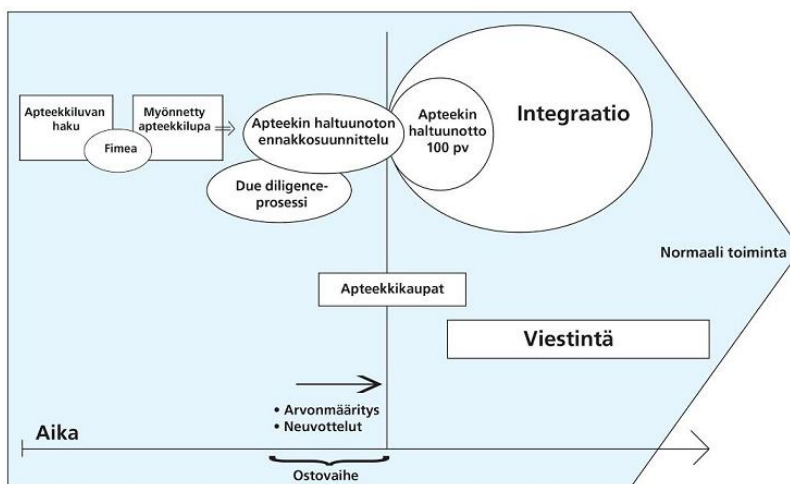 Apteekkiluvan
haku
Fimea
Myönnetty
apteekkilupa
Apteekin haltuunoton
ennakkosuunnittelu
Due diligence-
prosessi
Apteekin
haltuunotto
100 pv
Integraatio
Normaali toiminta
Apteekkikaupat
Viestintä
• Arvonmääritys
• Neuvottelut
Aika
Ostovaihe